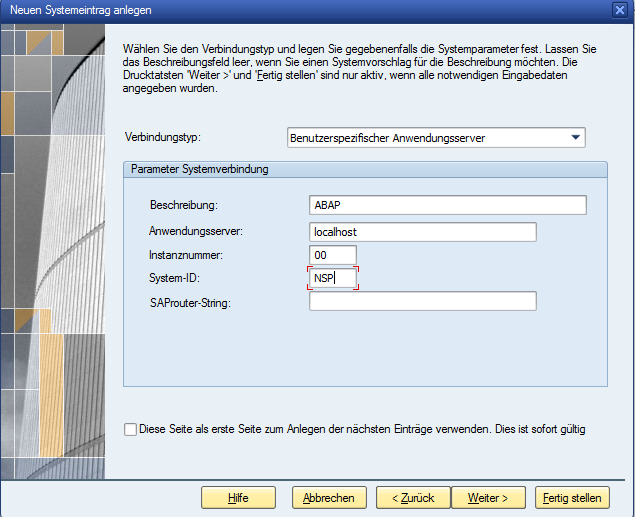 Neuen Systemeintrag anlegen
Wählen Sie den Verbindungtyp und legen Sie gegebenenfalls die Systemparameter fest. Lassen Sie
das Beschreibungsfeld leer, wenn Sie einen Systemvorschlag für die Beschreibung möchten. Die
Drucktatsten 'Weiter >' und 'Fertig stellen' sind nur aktiv, wenn alle notwendigen Eingabedaten
angegeben wurden.
Verbindungstyp: Benutzerspezifischer Anwendungsserver
Parameter Systemverbindung
Beschreibung: ABAP
Anwendungsserver: localhost
Instanznummer: 00
System-ID: NSP
SAProuter-String:
Diese Seite als erste Seite zum Anlegen der nächsten Einträge verwenden. Dies ist sofort gültig
Hilfe Abbrechen < Zurück Weiter > Fertig stellen